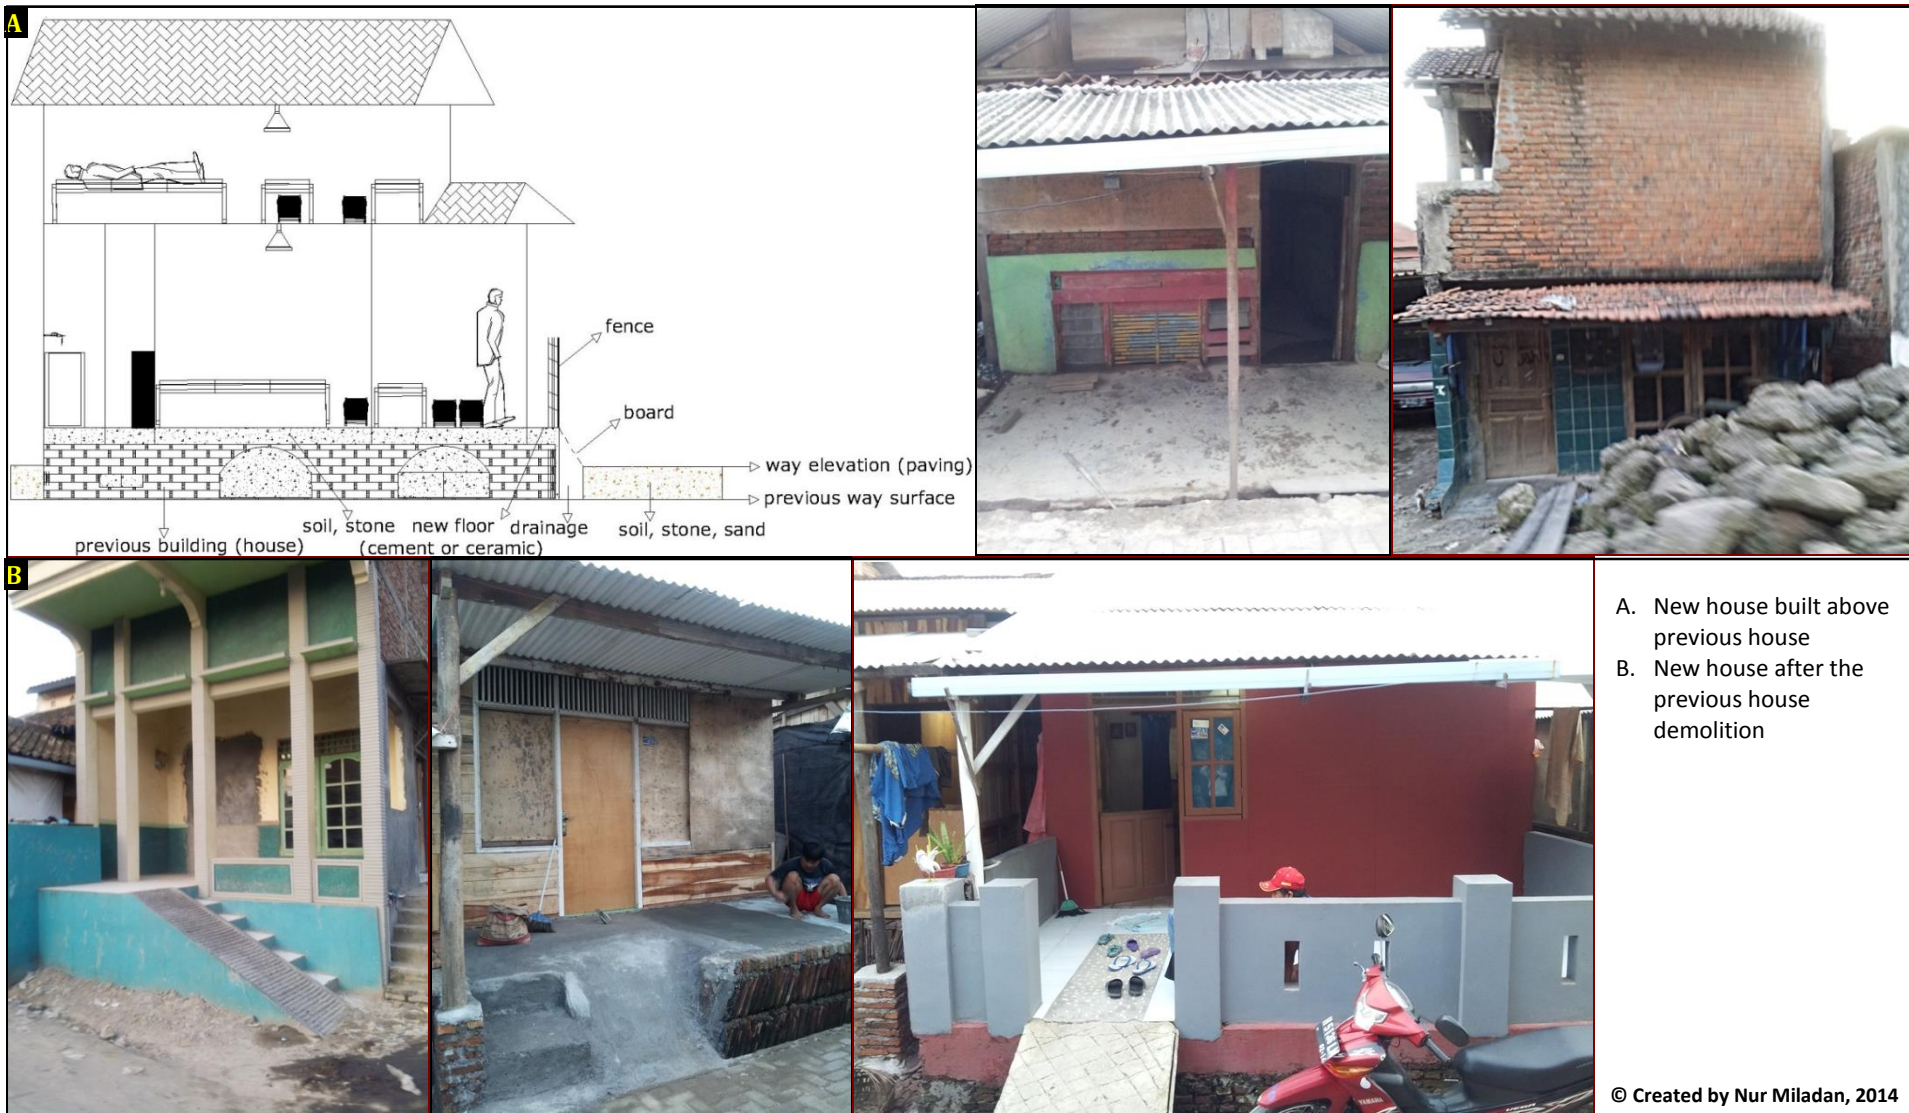 A
fence
board
way elevation (paving)
previous way surface
soil, stone new floor drainage soil, stone, sand
previous building (house) (cement or ceramic)
B
A. New house built above
previous house
B. New house after the
previous house
demolition
YAMAHA
© Created by Nur Miladan, 2014